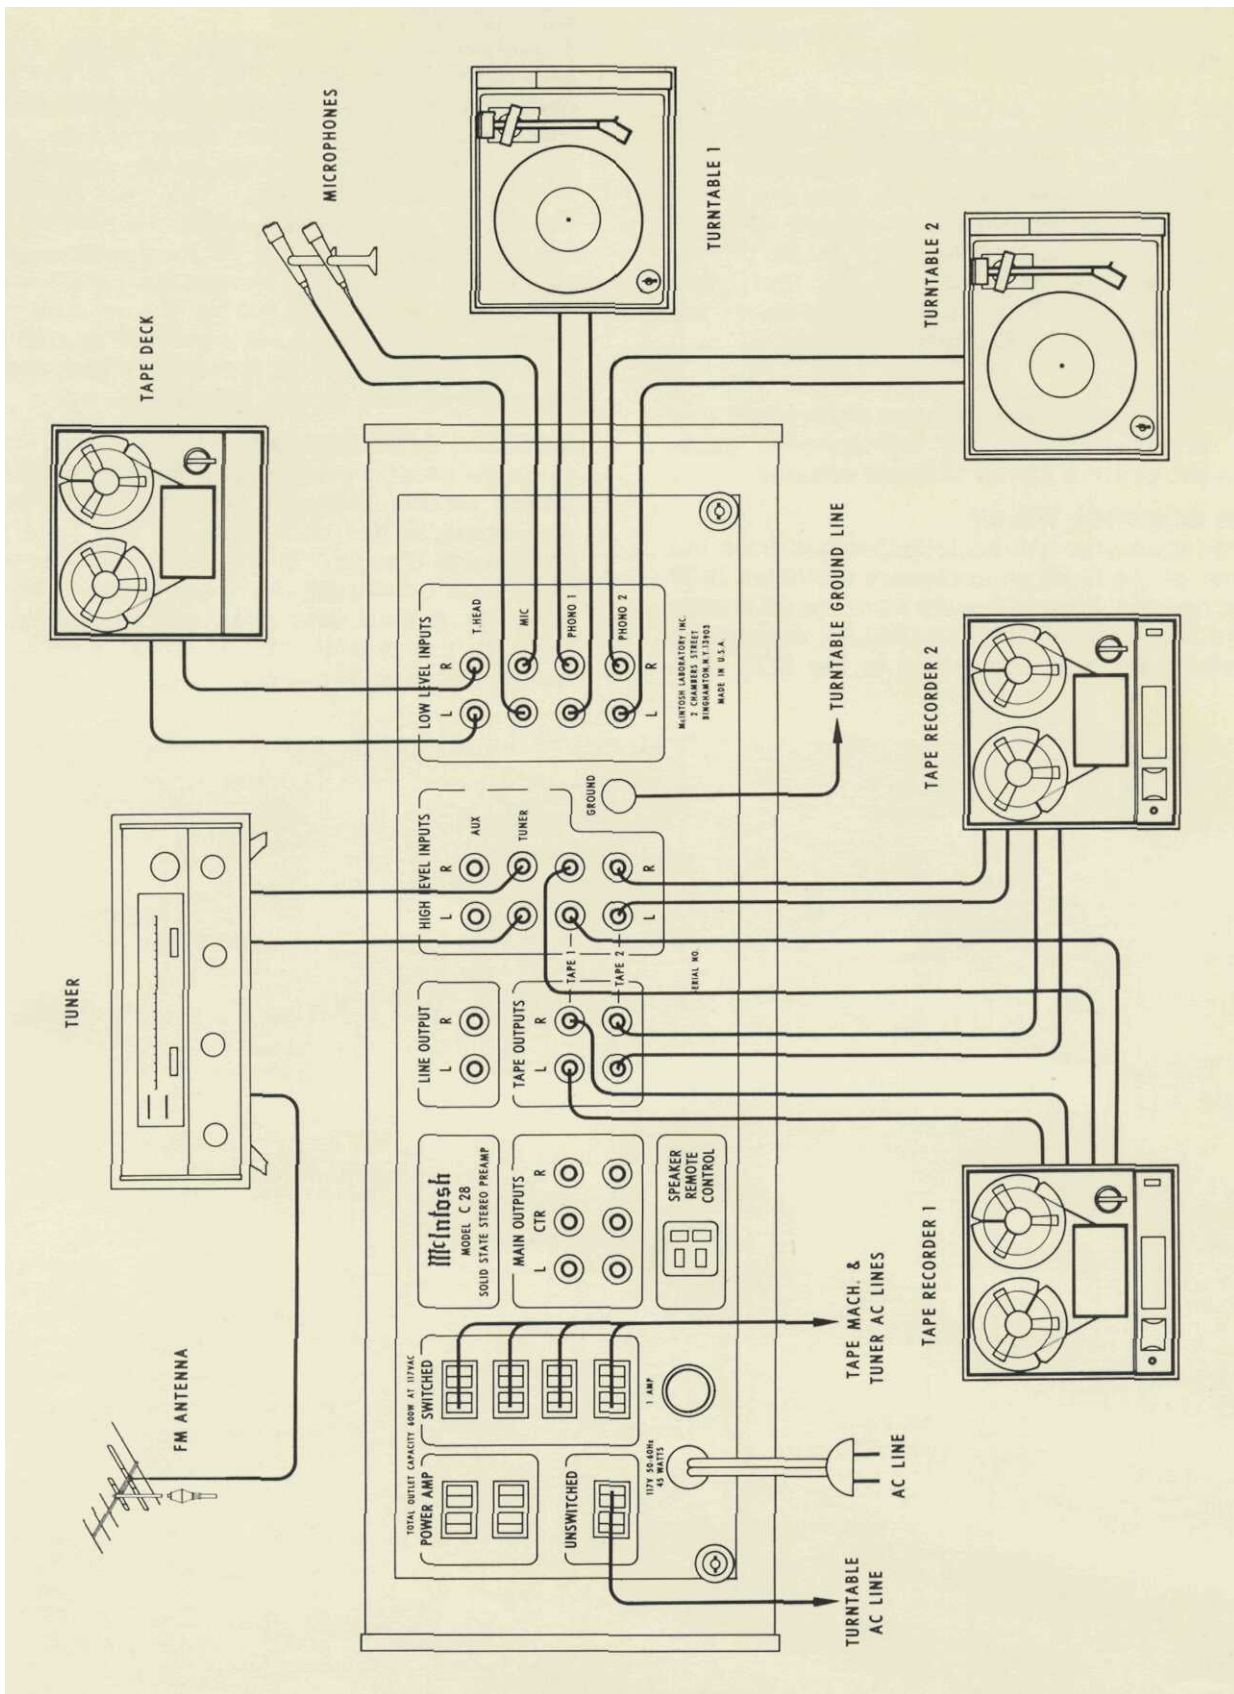 FM ANTENNA
TUNER
TAPE DECK
MICROPHONES
TOTAL OUTLET CAPACITY 600W AT 117VAC
POWER AMP
SWITCHED
UNSWITCHED
117V 50-60Hz
45 WATTS
1 AMP
McIntosh
MODEL C 28
SOLID STATE STEREO PREAMP
MAIN OUTPUTS
L CTR R
SPEAKER
REMOTE
CONTROL
LINE OUTPUT
L R
TAPE OUTPUTS
L R
TAPE 1
TAPE 2
HIGH LEVEL INPUTS
L R
AUX
TUNER
L R
GROUND
LOW LEVEL INPUTS
L R
T.HEAD
MIC
PHONO 1
PHONO 2
L R
McINTOSH LABORATORY INC.
2 CHAMBERS STREET
BINGHAMTON, N.Y. 13903
MADE IN U.S.A.
TURNTABLE
AC LINE
AC LINE
TAPE MACH. &
TUNER AC LINES
TAPE RECORDER 1
TAPE RECORDER 2
TURNTABLE GROUND LINE
TURNTABLE 1
TURNTABLE 2